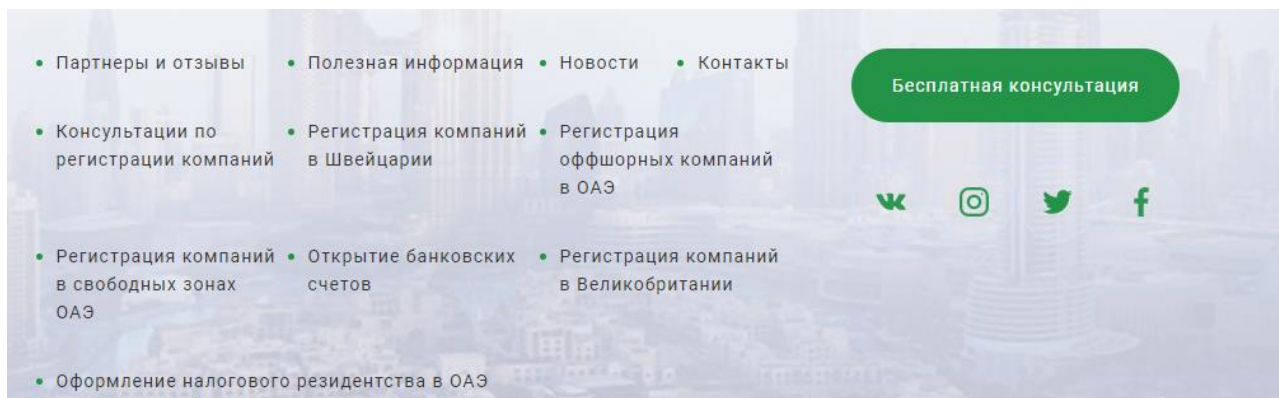 Партнеры и отзывы
Полезная информация
Новости
Контакты
Бесплатная консультация
Консультации по
регистрации компаний
Регистрация компаний
в Швейцарии
Регистрация
оффшорных компаний
в ОАЭ
Регистрация компаний
в свободных зонах
ОАЭ
Открытие банковских
счетов
Регистрация компаний
в Великобритании
Оформление налогового резидентства в ОАЭ